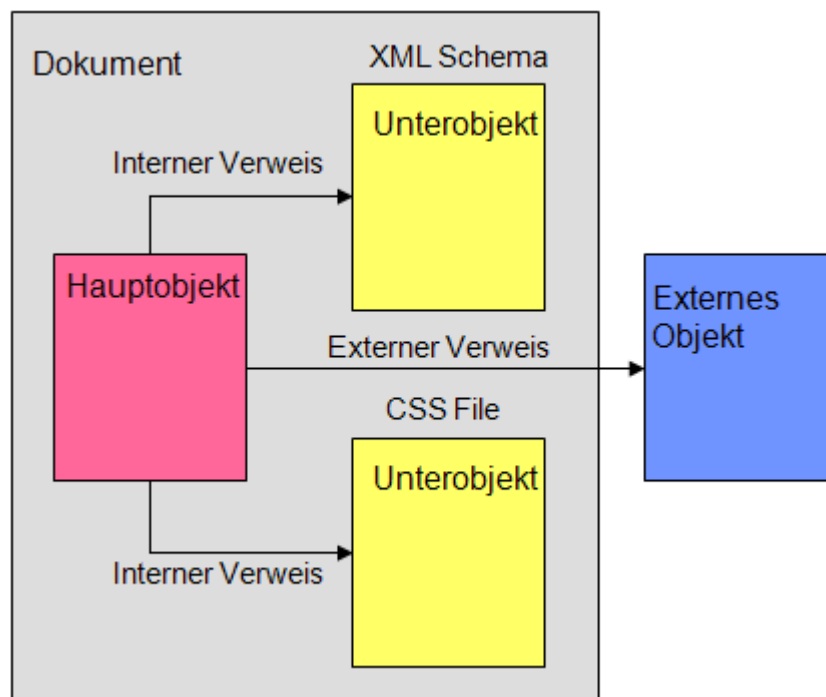 Dokument
XML Schema
Unterobjekt
Interner Verweis
Hauptobjekt
Externes
Objekt
Externer Verweis
CSS File
Unterobjekt
Interner Verweis